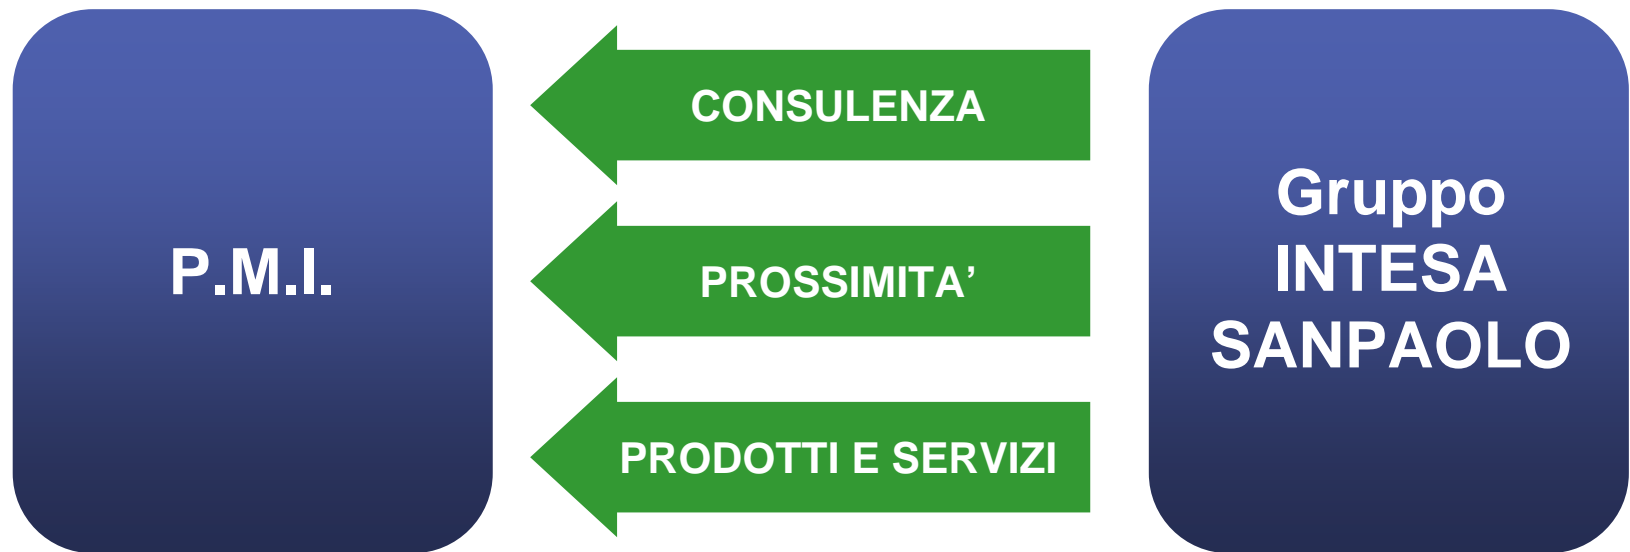 P.M.I.
CONSULENZA
PROSSIMITA’
PRODOTTI E SERVIZI
Gruppo
INTESA
SANPAOLO